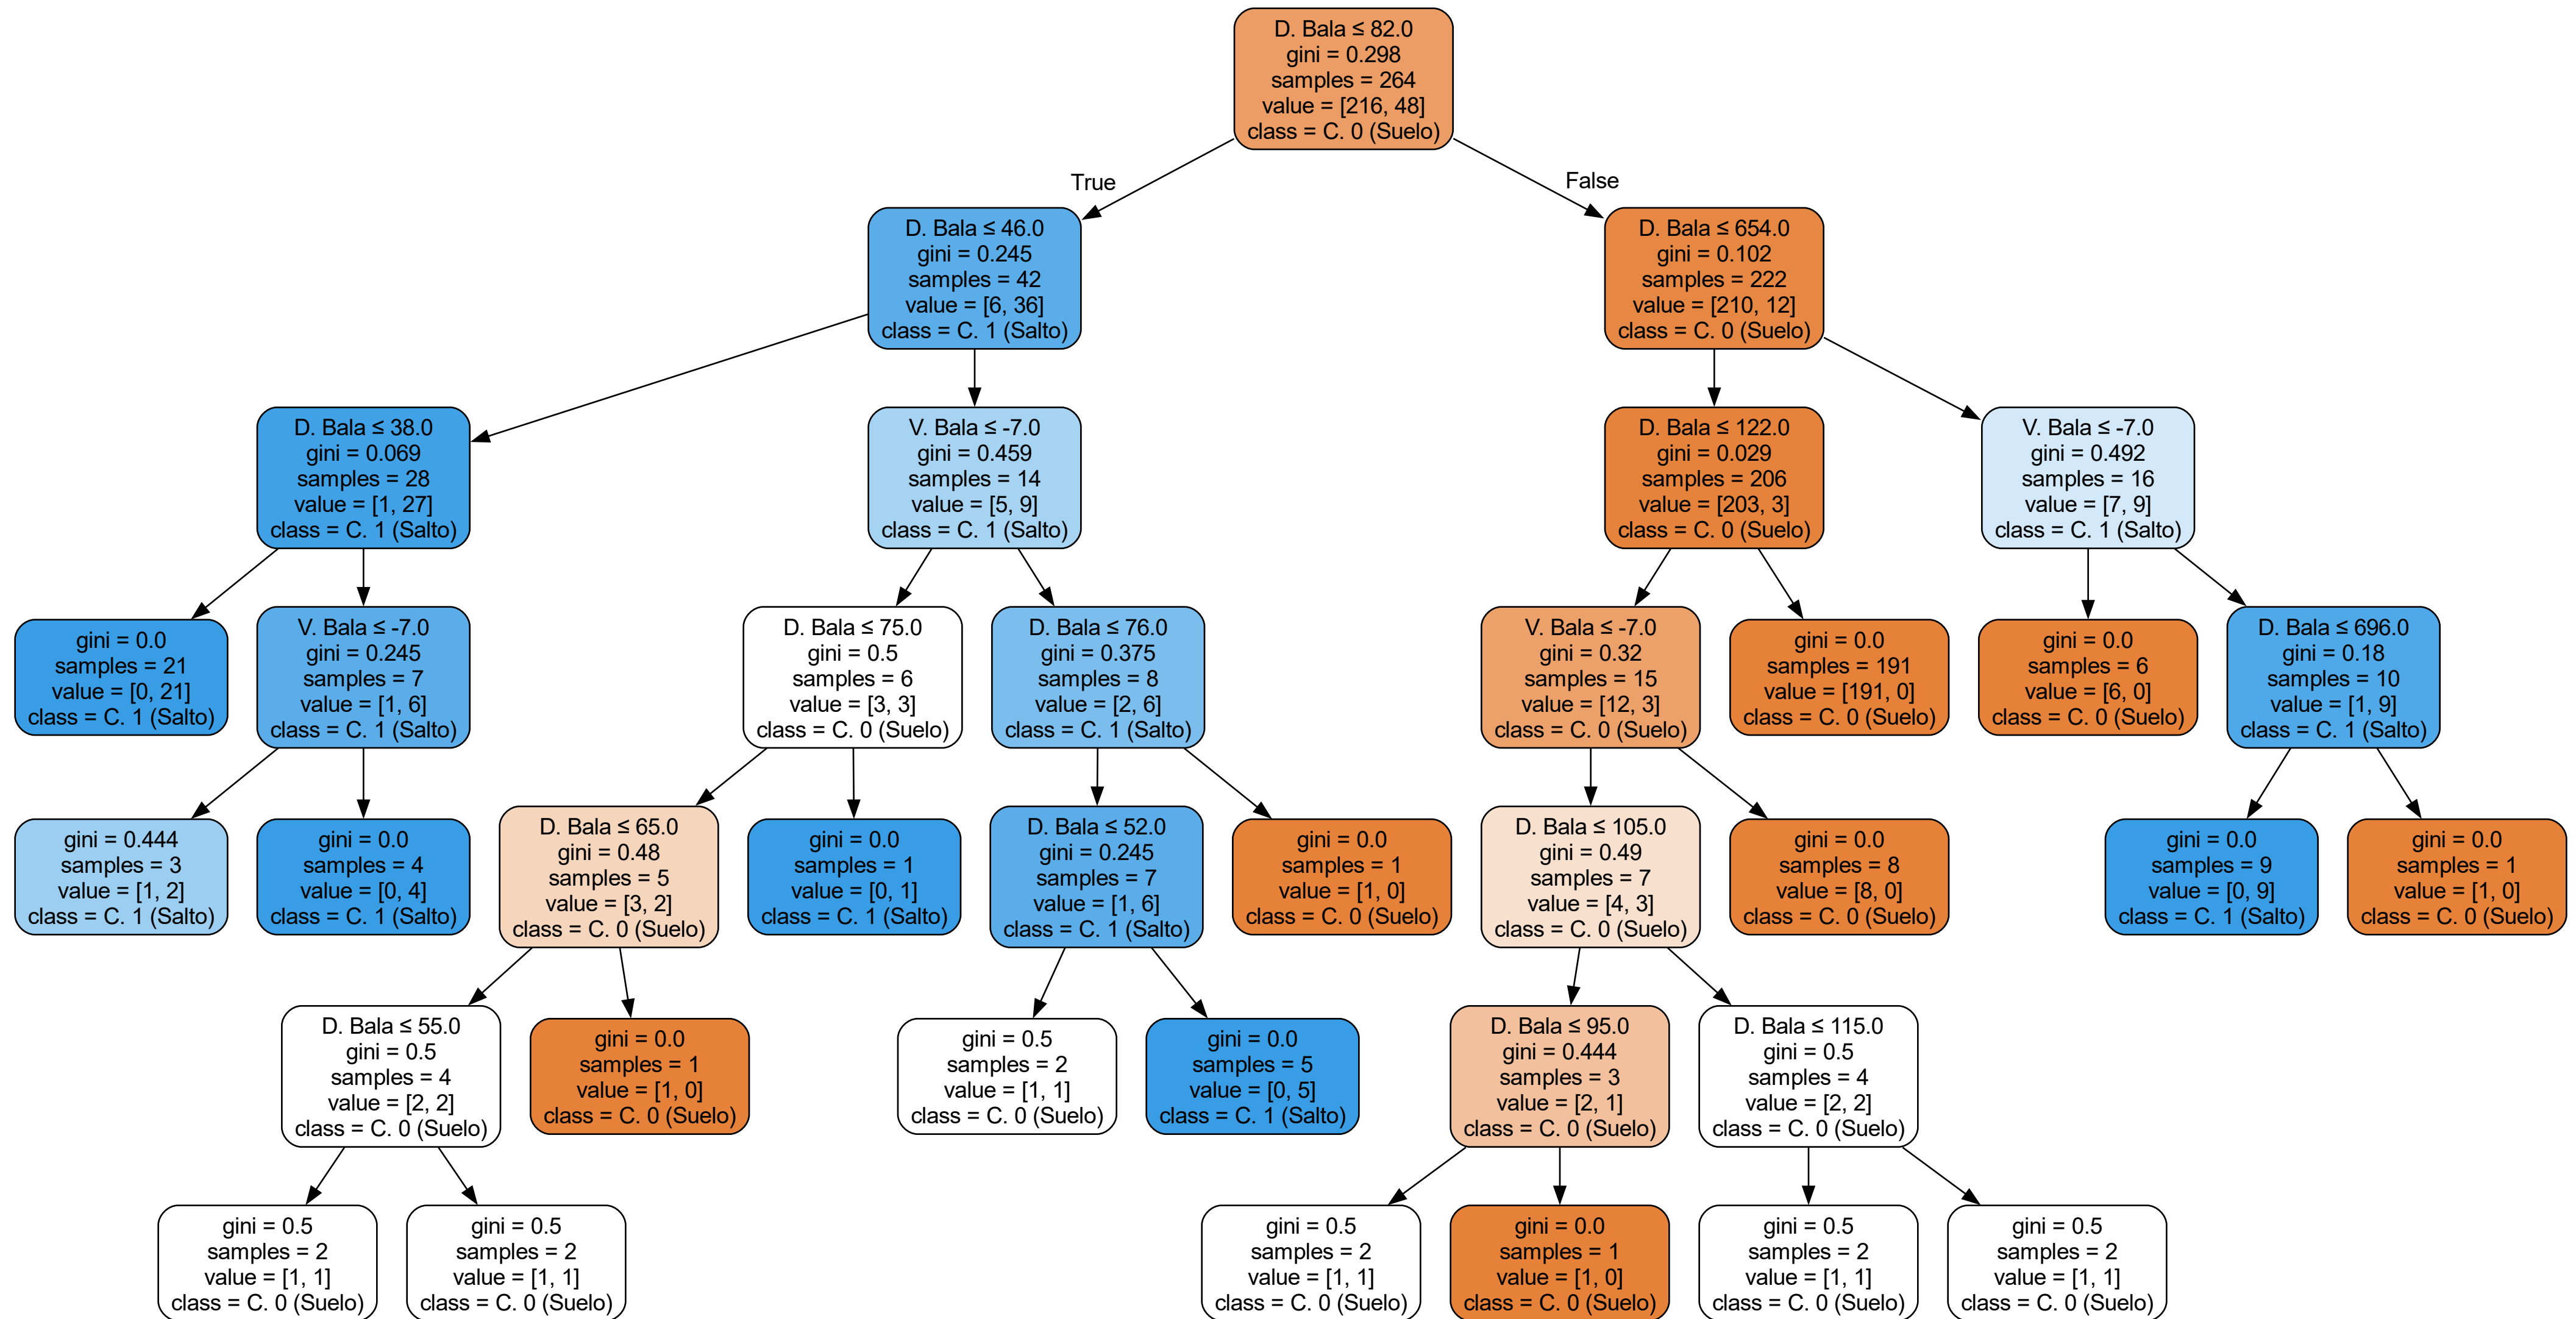 D. Bala ≤ 82.0
gini = 0.298
samples = 264
value = [216, 48]
class = C. 0 (Suelo)
True
False
D. Bala ≤ 46.0
gini = 0.245
samples = 42
value = [6, 36]
class = C. 1 (Salto)
D. Bala ≤ 654.0
gini = 0.102
samples = 222
value = [210, 12]
class = C. 0 (Suelo)
D. Bala ≤ 38.0
gini = 0.069
samples = 28
value = [1, 27]
class = C. 1 (Salto)
V. Bala ≤ -7.0
gini = 0.459
samples = 14
value = [5, 9]
class = C. 1 (Salto)
D. Bala ≤ 122.0
gini = 0.029
samples = 206
value = [203, 3]
class = C. 0 (Suelo)
V. Bala ≤ -7.0
gini = 0.492
samples = 16
value = [7, 9]
class = C. 1 (Salto)
gini = 0.0
samples = 21
value = [0, 21]
class = C. 1 (Salto)
V. Bala ≤ -7.0
gini = 0.245
samples = 7
value = [1, 6]
class = C. 1 (Salto)
D. Bala ≤ 75.0
gini = 0.5
samples = 6
value = [3, 3]
class = C. 0 (Suelo)
D. Bala ≤ 76.0
gini = 0.375
samples = 8
value = [2, 6]
class = C. 1 (Salto)
V. Bala ≤ -7.0
gini = 0.32
samples = 15
value = [12, 3]
class = C. 0 (Suelo)
gini = 0.0
samples = 191
value = [191, 0]
class = C. 0 (Suelo)
gini = 0.0
samples = 6
value = [6, 0]
class = C. 0 (Suelo)
D. Bala ≤ 696.0
gini = 0.18
samples = 10
value = [1, 9]
class = C. 1 (Salto)
gini = 0.444
samples = 3
value = [1, 2]
class = C. 1 (Salto)
gini = 0.0
samples = 4
value = [0, 4]
class = C. 1 (Salto)
D. Bala ≤ 65.0
gini = 0.48
samples = 5
value = [3, 2]
class = C. 0 (Suelo)
gini = 0.0
samples = 1
value = [0, 1]
class = C. 1 (Salto)
D. Bala ≤ 52.0
gini = 0.245
samples = 7
value = [1, 6]
class = C. 1 (Salto)
gini = 0.0
samples = 1
value = [1, 0]
class = C. 0 (Suelo)
D. Bala ≤ 105.0
gini = 0.49
samples = 7
value = [4, 3]
class = C. 0 (Suelo)
gini = 0.0
samples = 8
value = [8, 0]
class = C. 0 (Suelo)
gini = 0.0
samples = 9
value = [0, 9]
class = C. 1 (Salto)
gini = 0.0
samples = 1
value = [1, 0]
class = C. 0 (Suelo)
D. Bala ≤ 55.0
gini = 0.5
samples = 4
value = [2, 2]
class = C. 0 (Suelo)
gini = 0.0
samples = 1
value = [1, 0]
class = C. 0 (Suelo)
gini = 0.5
samples = 2
value = [1, 1]
class = C. 0 (Suelo)
gini = 0.0
samples = 5
value = [0, 5]
class = C. 1 (Salto)
D. Bala ≤ 95.0
gini = 0.444
samples = 3
value = [2, 1]
class = C. 0 (Suelo)
D. Bala ≤ 115.0
gini = 0.5
samples = 4
value = [2, 2]
class = C. 0 (Suelo)
gini = 0.5
samples = 2
value = [1, 1]
class = C. 0 (Suelo)
gini = 0.5
samples = 2
value = [1, 1]
class = C. 0 (Suelo)
gini = 0.5
samples = 2
value = [1, 1]
class = C. 0 (Suelo)
gini = 0.0
samples = 1
value = [1, 0]
class = C. 0 (Suelo)
gini = 0.5
samples = 2
value = [1, 1]
class = C. 0 (Suelo)
gini = 0.5
samples = 2
value = [1, 1]
class = C. 0 (Suelo)